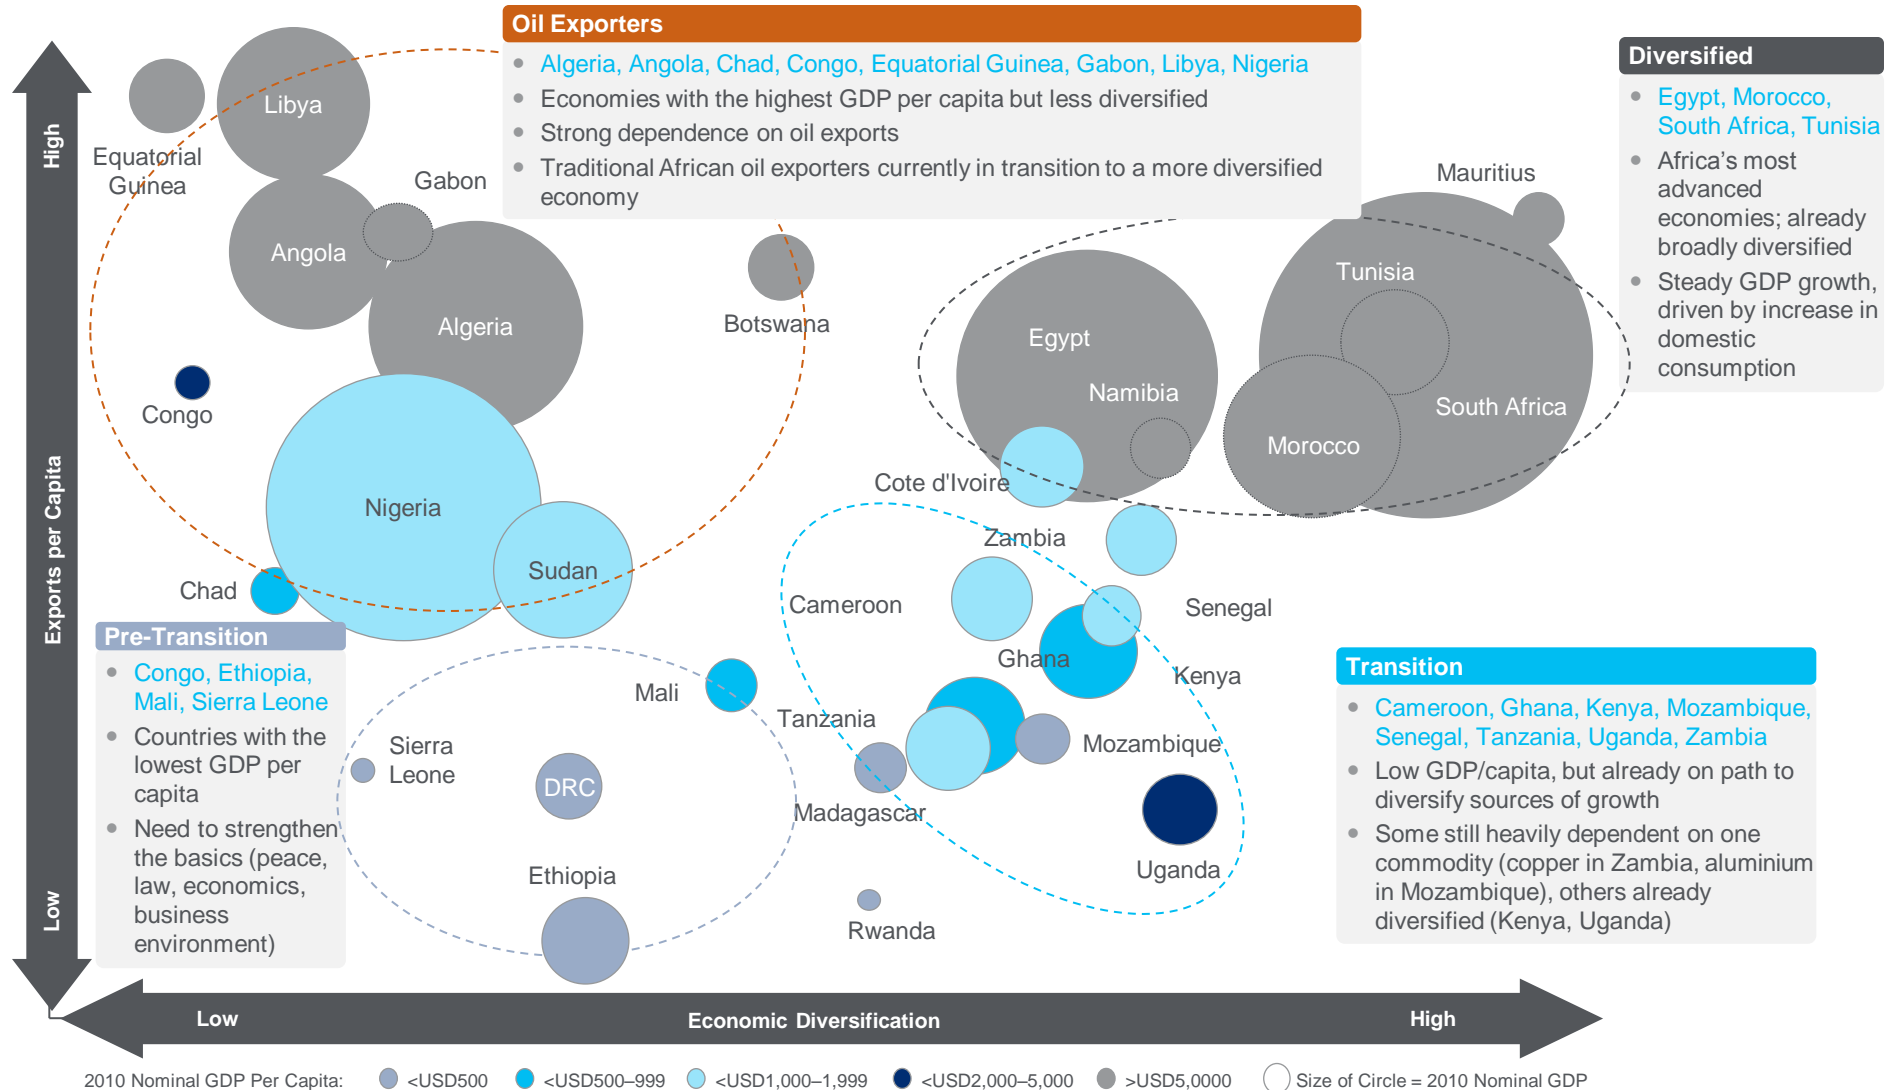 Oil Exporters
Algeria, Angola, Chad, Congo, Equatorial Guinea, Gabon, Libya, Nigeria
Economies with the highest GDP per capita but less diversified
Strong dependence on oil exports
Traditional African oil exporters currently in transition to a more diversified
economy
Diversified
Egypt, Morocco,
South Africa, Tunisia
Africa's most
advanced
economies; already
broadly diversified
Steady GDP growth,
driven by increase in
domestic
consumption
High
Exports per Capita
Low
Libya
Equatorial
Guinea
Gabon
Angola
Algeria
Botswana
Congo
Nigeria
Sudan
Chad
Mauritius
Tunisia
Egypt
Namibia
South Africa
Morocco
Cote d'Ivoire
Zambia
Cameroon
Senegal
Ghana
Kenya
Tanzania
Mozambique
Madagascar
Uganda
Rwanda
Mali
Sierra
Leone
DRC
Ethiopia
Pre-Transition
Congo, Ethiopia,
Mali, Sierra Leone
Countries with the
lowest GDP per
capita
Need to strengthen
the basics (peace,
law, economics,
business
environment)
Transition
Cameroon, Ghana, Kenya, Mozambique,
Senegal, Tanzania, Uganda, Zambia
Low GDP/capita, but already on path to
diversify sources of growth
Some still heavily dependent on one
commodity (copper in Zambia, aluminium
in Mozambique), others already
diversified (Kenya, Uganda)
Low Economic Diversification High
2010 Nominal GDP Per Capita: <USD500 <USD500–999 <USD1,000–1,999 <USD2,000–5,000 >USD5,0000 Size of Circle = 2010 Nominal GDP